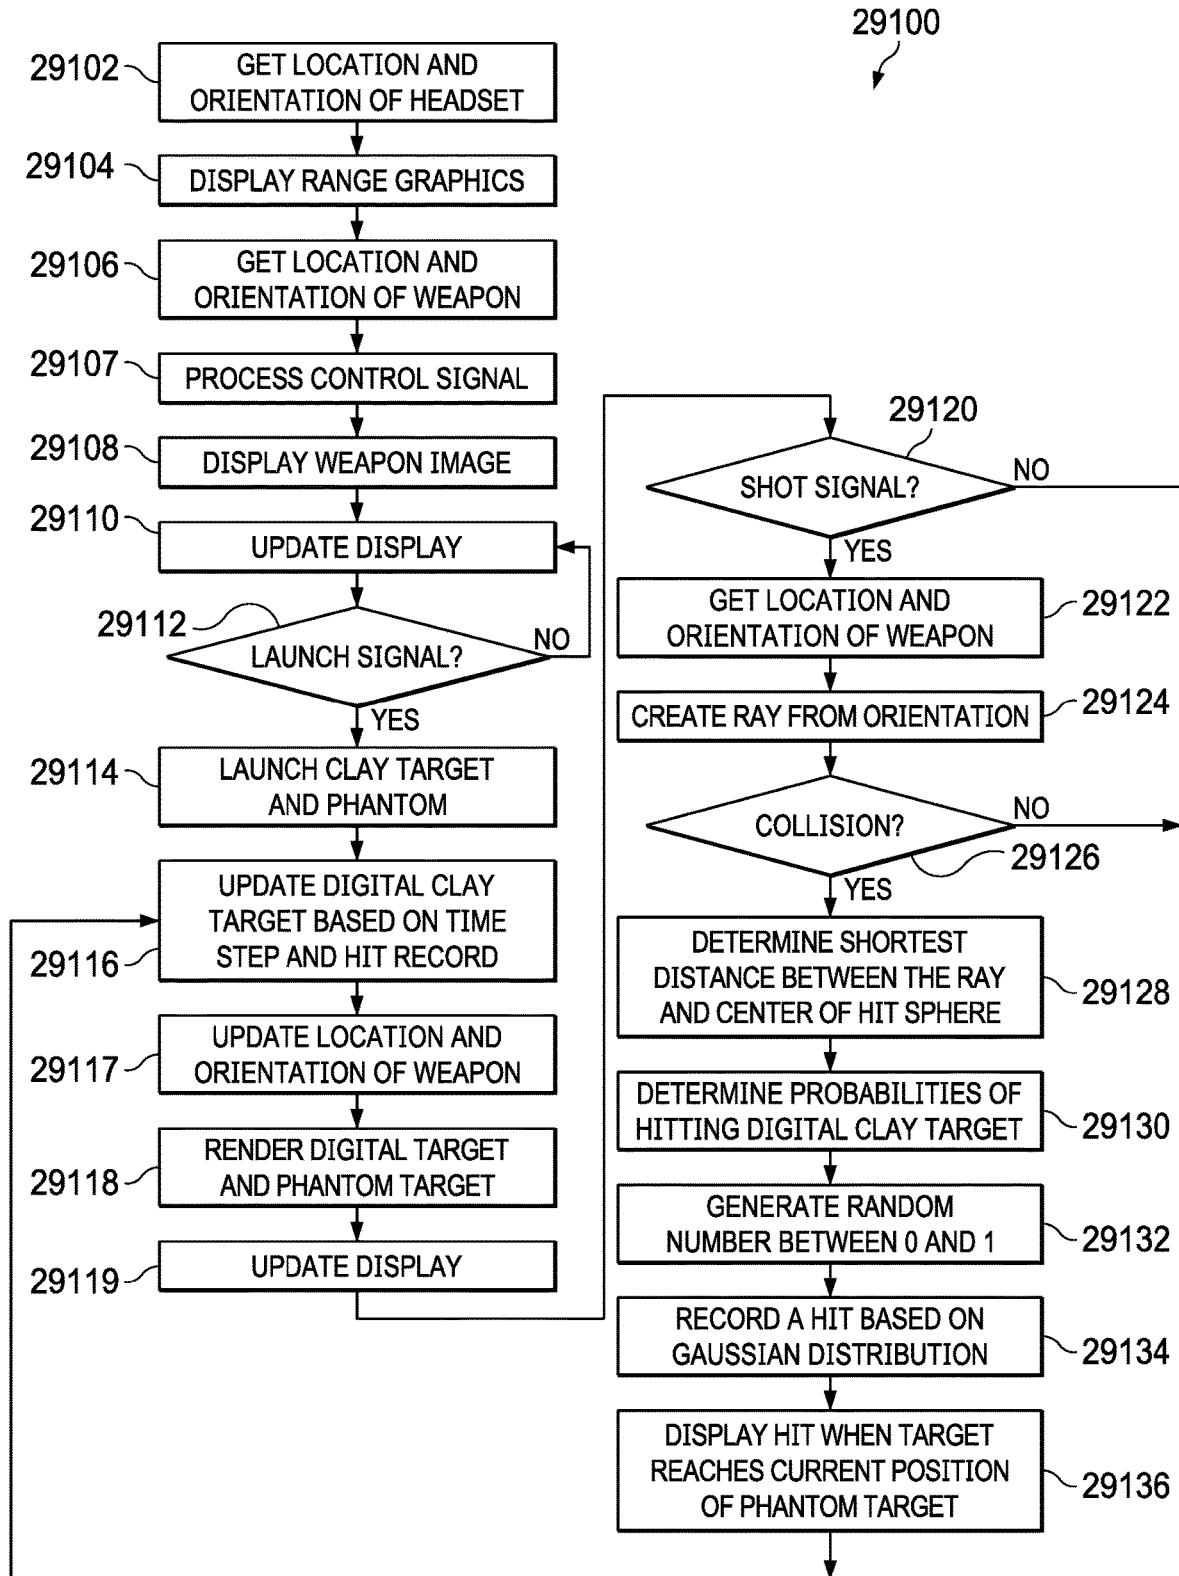 29100
29102
GET LOCATION AND
ORIENTATION OF HEADSET
29104
DISPLAY RANGE GRAPHICS
29106
GET LOCATION AND
ORIENTATION OF WEAPON
29107
PROCESS CONTROL SIGNAL
29108
DISPLAY WEAPON IMAGE
29110
UPDATE DISPLAY
29112
LAUNCH SIGNAL?
NO
YES
29114
LAUNCH CLAY TARGET
AND PHANTOM
29116
UPDATE DIGITAL CLAY
TARGET BASED ON TIME
STEP AND HIT RECORD
29117
UPDATE LOCATION AND
ORIENTATION OF WEAPON
29118
RENDER DIGITAL TARGET
AND PHANTOM TARGET
29119
UPDATE DISPLAY
29120
SHOT SIGNAL?
NO
YES
GET LOCATION AND
ORIENTATION OF WEAPON
29122
CREATE RAY FROM ORIENTATION
29124
COLLISION?
NO
29126
YES
DETERMINE SHORTEST
DISTANCE BETWEEN THE RAY
AND CENTER OF HIT SPHERE
29128
DETERMINE PROBABILITIES OF
HITTING DIGITAL CLAY TARGET
29130
GENERATE RANDOM
NUMBER BETWEEN 0 AND 1
29132
RECORD A HIT BASED ON
GAUSSIAN DISTRIBUTION
29134
DISPLAY HIT WHEN TARGET
REACHES CURRENT POSITION
OF PHANTOM TARGET
29136